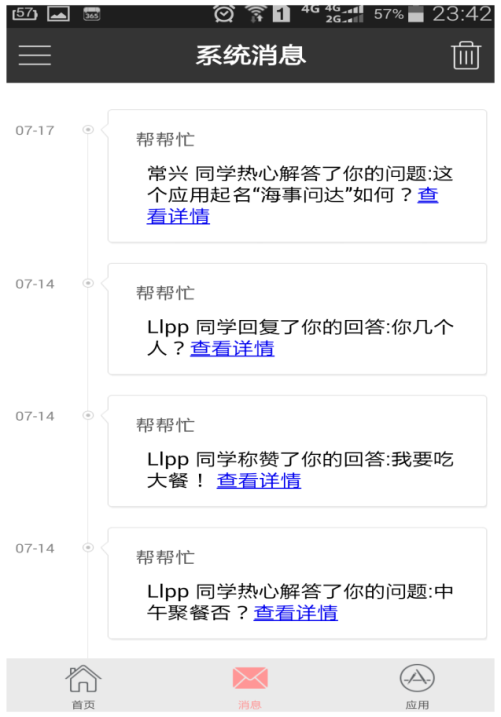 57 365 1 4G 4G 2G 57% 23:42
系统消息
07-17
帮帮忙
常兴 同学热心解答了你的问题:这
个应用起名“海事问达”如何？查
看详情
07-14
帮帮忙
Llpp 同学回复了你的回答:你几个
人？查看详情
07-14
帮帮忙
Llpp 同学称赞了你的回答:我要吃
大餐！ 查看详情
07-14
帮帮忙
Llpp 同学热心解答了你的问题:中
午聚餐否？查看详情
首页 消息 应用